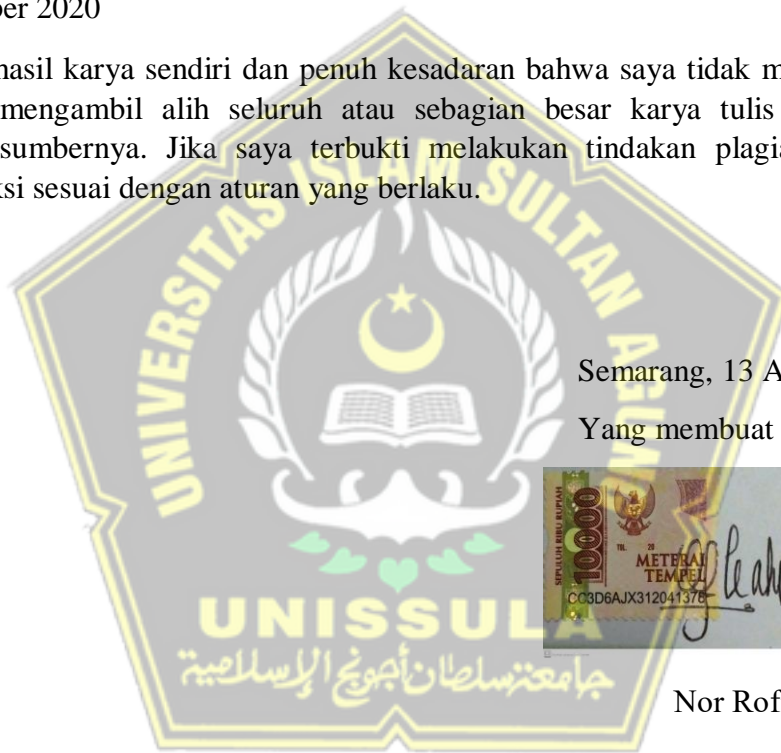 ber 2020
hasil karya sendiri dan penuh kesadaran bahwa saya tidak m
mengambil alih seluruh atau sebagian besar karya tulis
sumbernya. Jika saya terbukti melakukan tindakan plagia
ksi sesuai dengan aturan yang berlaku.
UNIVERSITAS ISLAM SULTAN AGUNG
Semarang, 13 A
Yang membuat
SEPULUH RIBU RUPIAH
10000
TGL. 20
METERAI
TEMPEL
CC3D6AJX312041376
UNISSULA
جامعة سلطان أجونج الإسلامية
Nor Rof